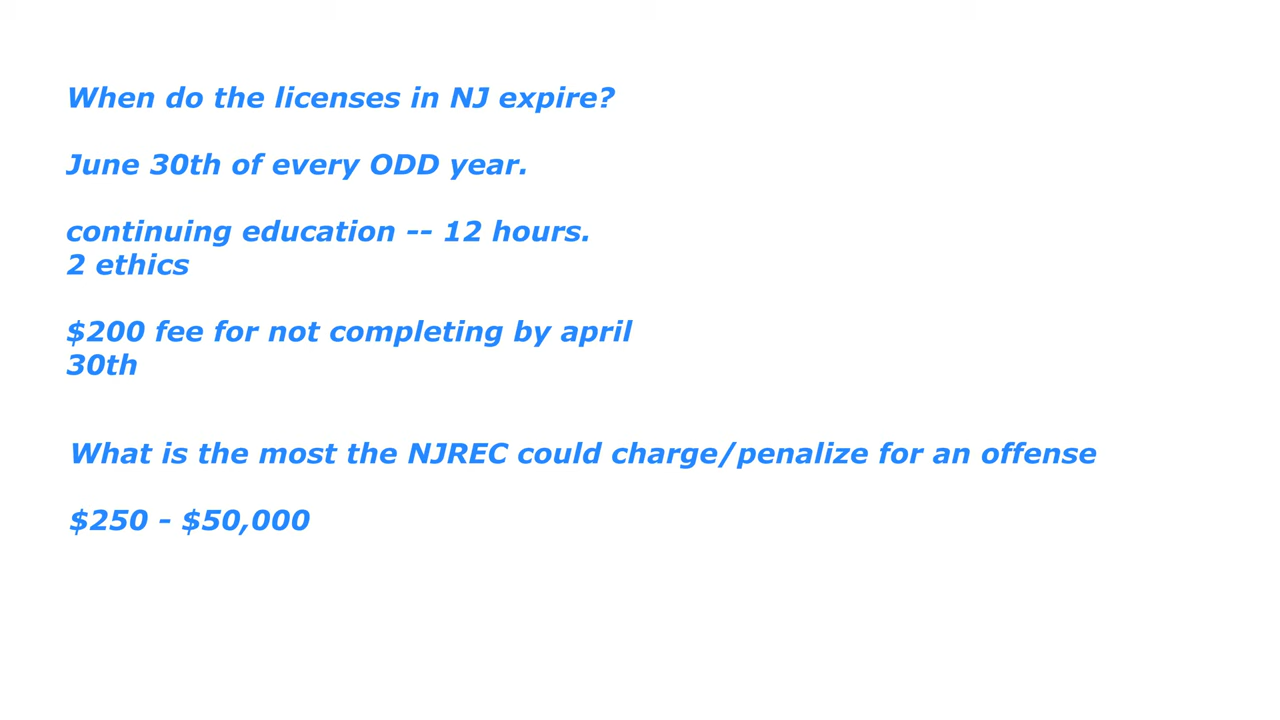 When do the licenses in NJ expire?
June 30th of every ODD year.
continuing education -- 12 hours.
2 ethics
$200 fee for not completing by april
30th
What is the most the NJREC could charge/penalize for an offense
$250 - $50,000